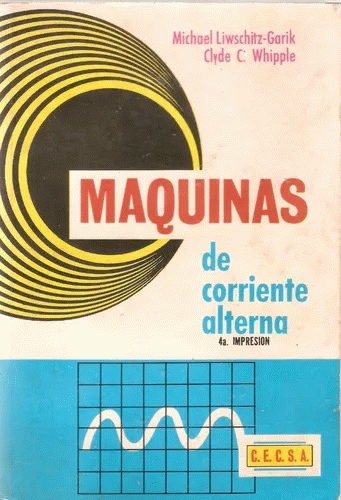 Michael Liwschitz-Garik
Clyde C. Whipple
MAQUINAS
de
corriente
alterna
4a. IMPRESION
C. E. C. S. A.